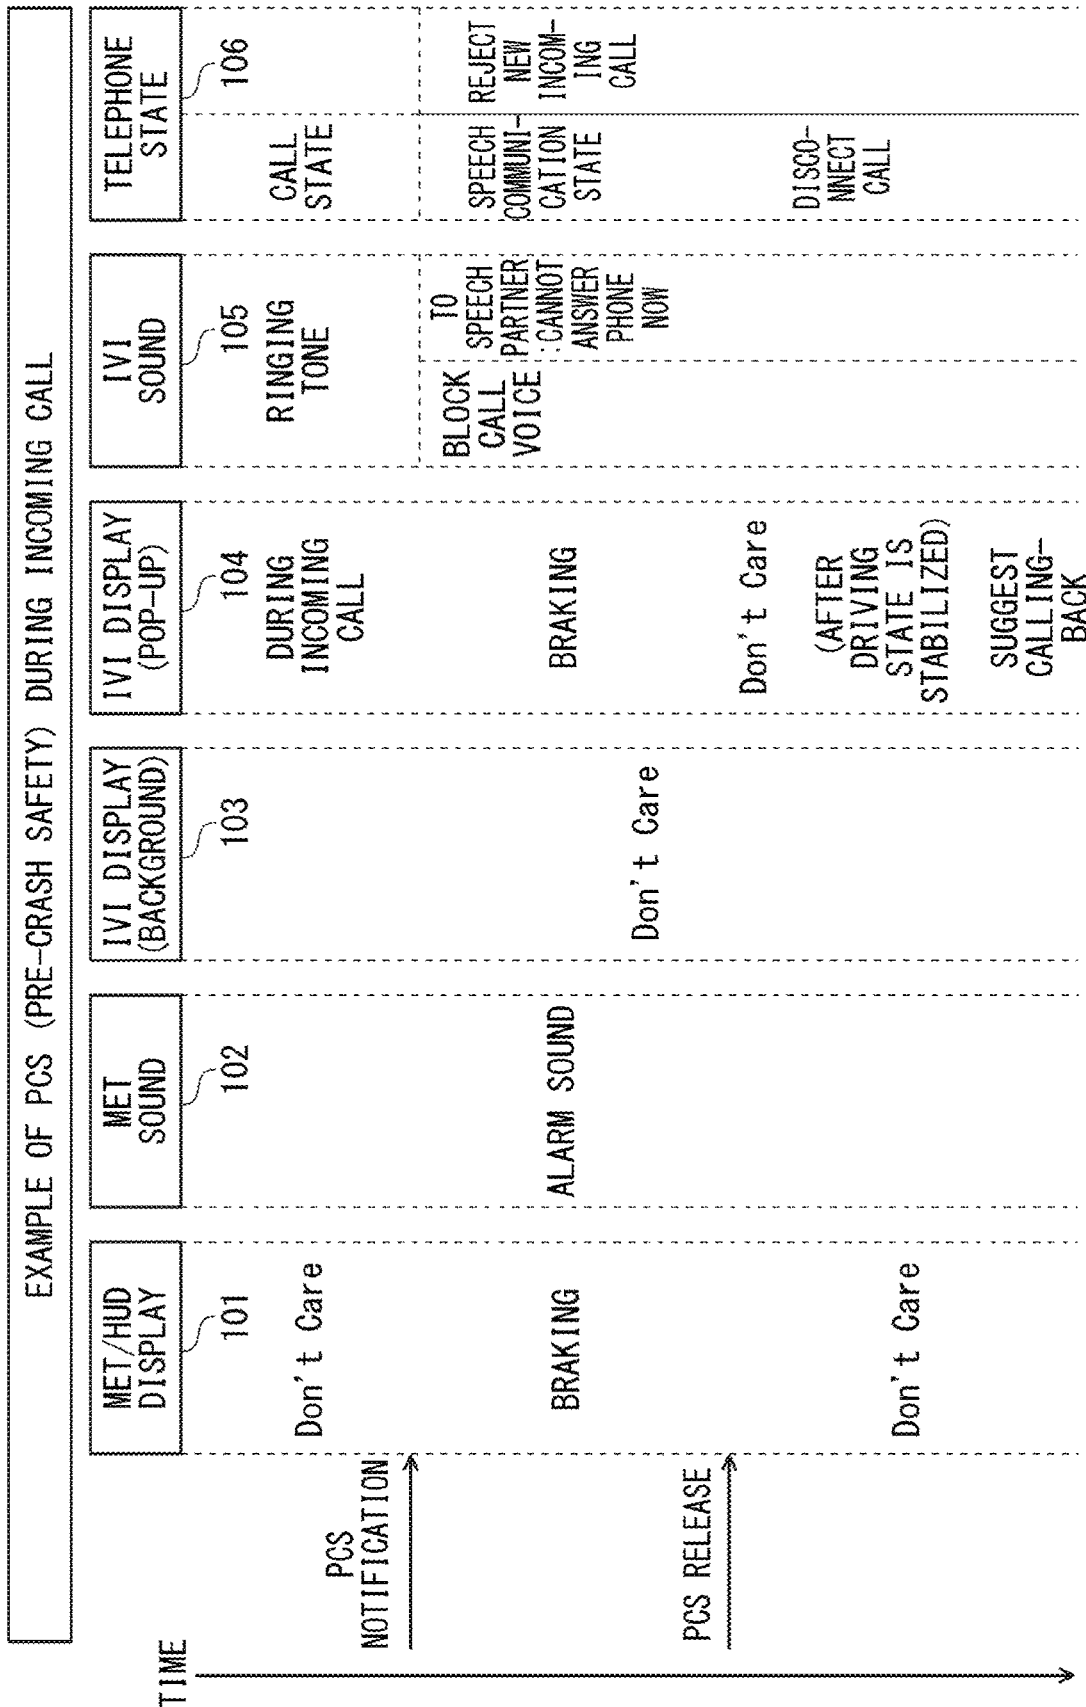 EXAMPLE OF PCS (PRE-CRASH SAFETY) DURING INCOMING CALL
TIME
PCS
NOTIFICATION
PCS RELEASE
MET/HUD
DISPLAY
101
Don't Care
BRAKING
Don't Care
MET
SOUND
102
ALARM SOUND
IVI DISPLAY
(BACKGROUND)
103
Don't Care
IVI DISPLAY
(POP-UP)
104
DURING
INCOMING
CALL
BRAKING
Don't Care
(AFTER
DRIVING
STATE IS
STABILIZED)
SUGGEST
CALLING-
BACK
IVI
SOUND
105
RINGING
TONE
BLOCK
CALL
VOICE
TO
SPEECH
PARTNER
:CANNOT
ANSWER
PHONE
NOW
TELEPHONE
STATE
106
CALL
STATE
SPEECH
COMMUNI-
CATION
STATE
DISCO-
NNECT
CALL
REJECT
NEW
INCOM-
ING
CALL